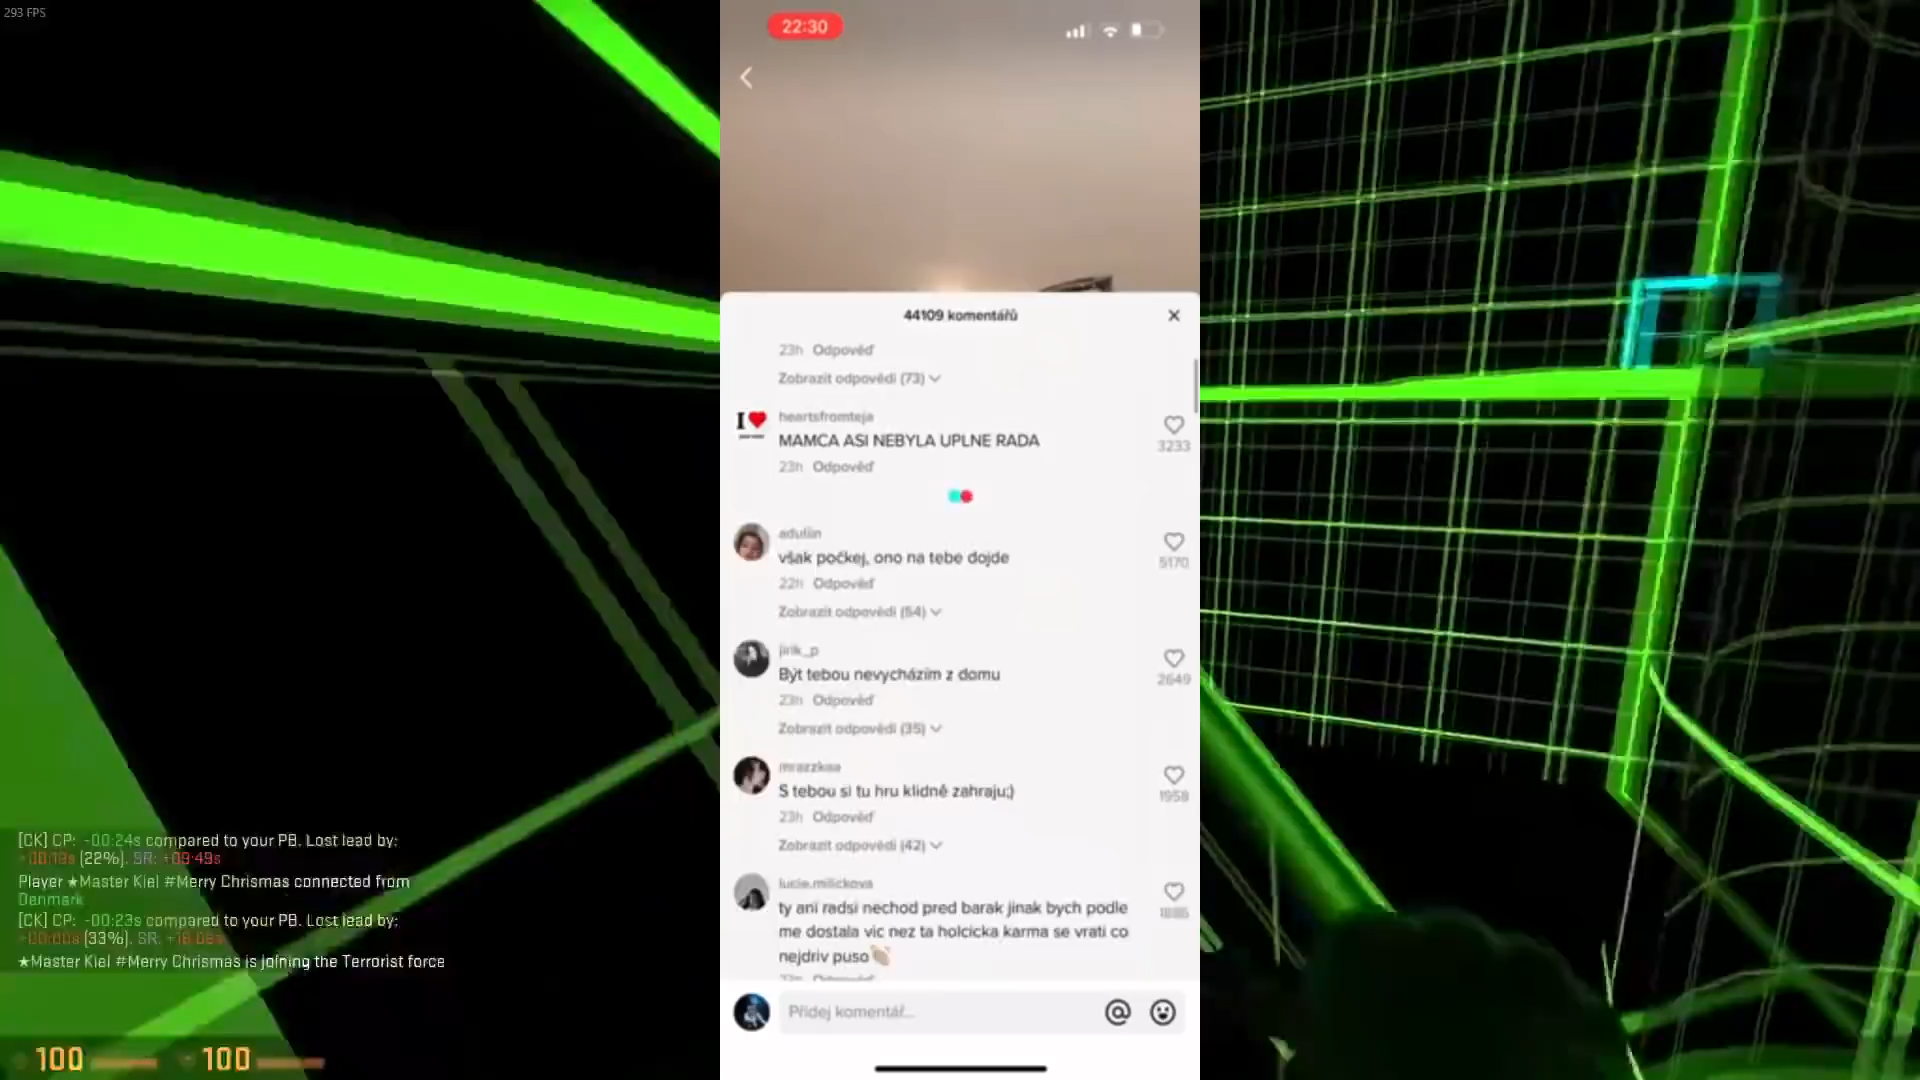 293 FPS
22:30
44109 komentářů
23h Odpověď
Zobrazit odpovědi (73)
I
heartsfromteja
MAMCA ASI NEBYLA UPLNE RADA
3233
23h Odpověď
aduliin
však počkej, ono na tebe dojde
5170
22h Odpověď
Zobrazit odpovědi (54)
jirik_p
Být tebou nevycházím z domu
2649
23h Odpověď
Zobrazit odpovědi (35)
mrazzkaa
S tebou si tu hru klidně zahraju;)
1958
23h Odpověď
Zobrazit odpovědi (42)
lucie.milickova
ty ani radsi nechod pred barak jinak bych podle
me dostala vic nez ta holcicka karma se vrati co
nejdriv puso👏🏼
Odpověď
Přidej komentář...
[CK] CP: -00:24s compared to your PB. Lost lead by:
(22%). SR: +09:49s
Player ★Master Kiel #Merry Chrismas connected from
Denmark
[CK] CP: -00:23s compared to your PB. Lost lead by:
(33%). SR:
★Master Kiel #Merry Chrismas is joining the Terrorist force
100 100